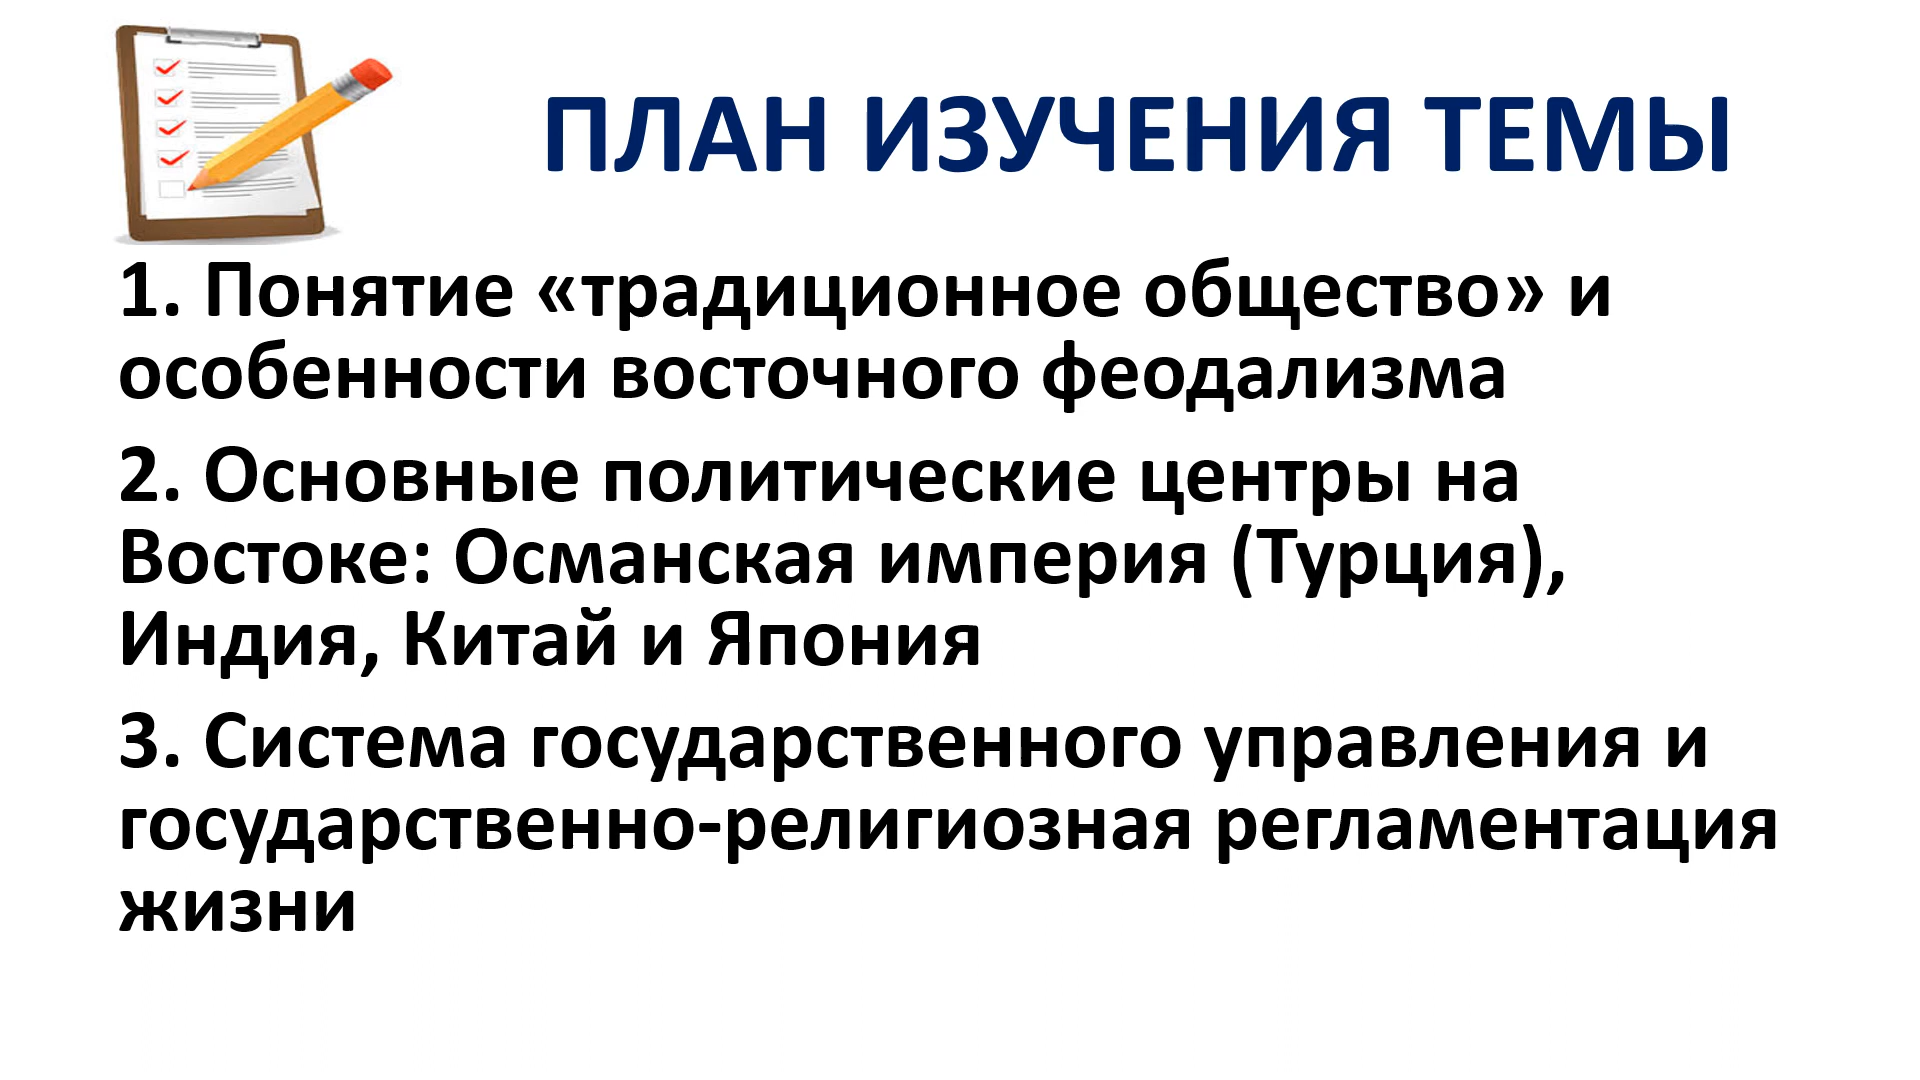 ПЛАН ИЗУЧЕНИЯ ТЕМЫ
1. Понятие «традиционное общество» и
особенности восточного феодализма
2. Основные политические центры на
Востоке: Османская империя (Турция),
Индия, Китай и Япония
3. Система государственного управления и
государственно-религиозная регламентация
жизни